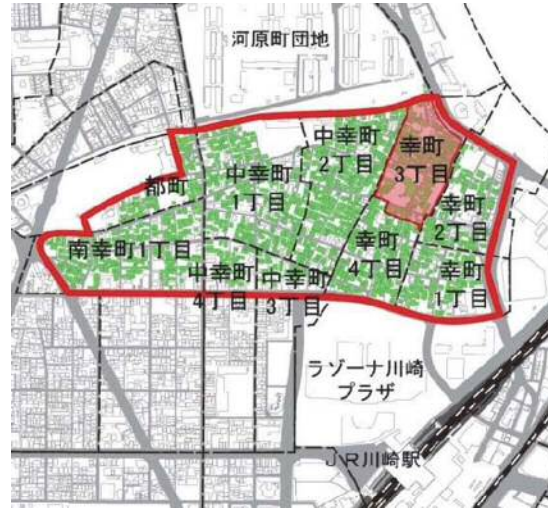 河原町団地
中幸町
2丁目
幸町
3丁目
中幸町
1丁目
都町
幸町
2丁目
南幸町1丁目
幸町
4丁目
中幸町
4丁目
中幸町
3丁目
幸町
1丁目
ラゾーナ川崎
プラザ
JR川崎駅